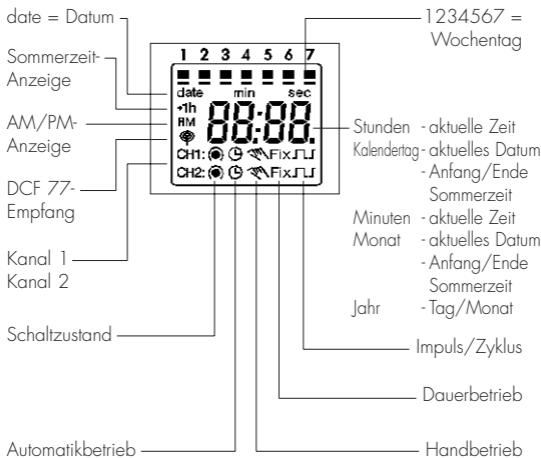 date = Datum
Sommerzeit-
Anzeige
AM/PM-
Anzeige
DCF 77-
Empfang
Kanal 1
Kanal 2
Schaltzustand
Automatikbetrieb
1 2 3 4 5 6 7
date min sec
+1h
AM
88:88.
CH1: Fix
CH2: Fix
1234567 =
Wochentag
Stunden - aktuelle Zeit
Kalendertag - aktuelles Datum
- Anfang/Ende
Sommerzeit
Minuten - aktuelle Zeit
Monat - aktuelles Datum
- Anfang/Ende
Sommerzeit
Jahr - Tag/Monat
Impuls/Zyklus
Dauerbetrieb
Handbetrieb